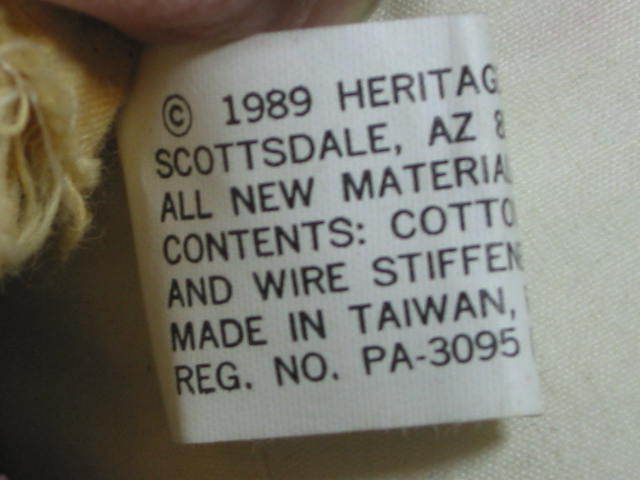 © 1989 HERITAG
SCOTTSDALE, AZ 8
ALL NEW MATERIA
CONTENTS: COTTO
AND WIRE STIFFEN
MADE IN TAIWAN,
REG. NO. PA-3095